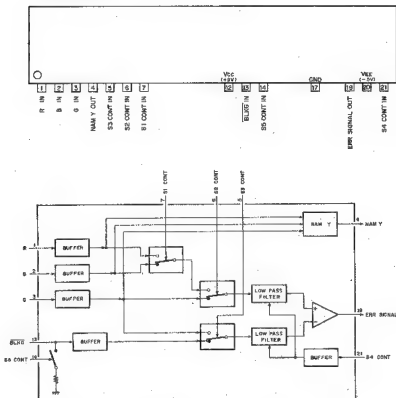 VCC
(+9V)
GND
VEE
(-5V)
1 2 3 4 5 6 7 12 13 14 17 19 20 21
R IN
B IN
G IN
NAM Y OUT
S3 CONT IN
S2 CONT IN
S1 CONT IN
BLKG IN
S5 CONT IN
ERR SIGNAL OUT
S4 CONT IN
S1 CONT
S2 CONT
S3 CONT
7 6 5
NAM Y
4
NAM Y
R 1 BUFFER
B 2 BUFFER
G 3 BUFFER
LOW PASS
FILTER
19
ERR SIGNAL
BLKG 13 BUFFER
LOW PASS
FILTER
S5 CONT 14
BUFFER
21
S4 CONT